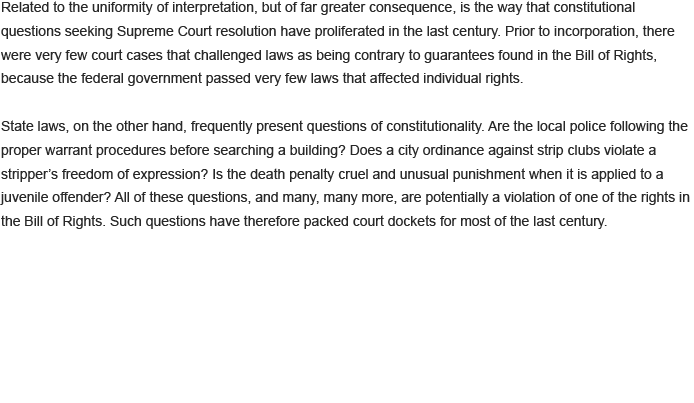 Related to the uniformity of interpretation, but of far greater consequence, is the way that constitutional
questions seeking Supreme Court resolution have proliferated in the last century. Prior to incorporation, there
were very few court cases that challenged laws as being contrary to guarantees found in the Bill of Rights,
because the federal government passed very few laws that affected individual rights.
State laws, on the other hand, frequently present questions of constitutionality. Are the local police following the
proper warrant procedures before searching a building? Does a city ordinance against strip clubs violate a
stripper’s freedom of expression? Is the death penalty cruel and unusual punishment when it is applied to a
juvenile offender? All of these questions, and many, many more, are potentially a violation of one of the rights in
the Bill of Rights. Such questions have therefore packed court dockets for most of the last century.